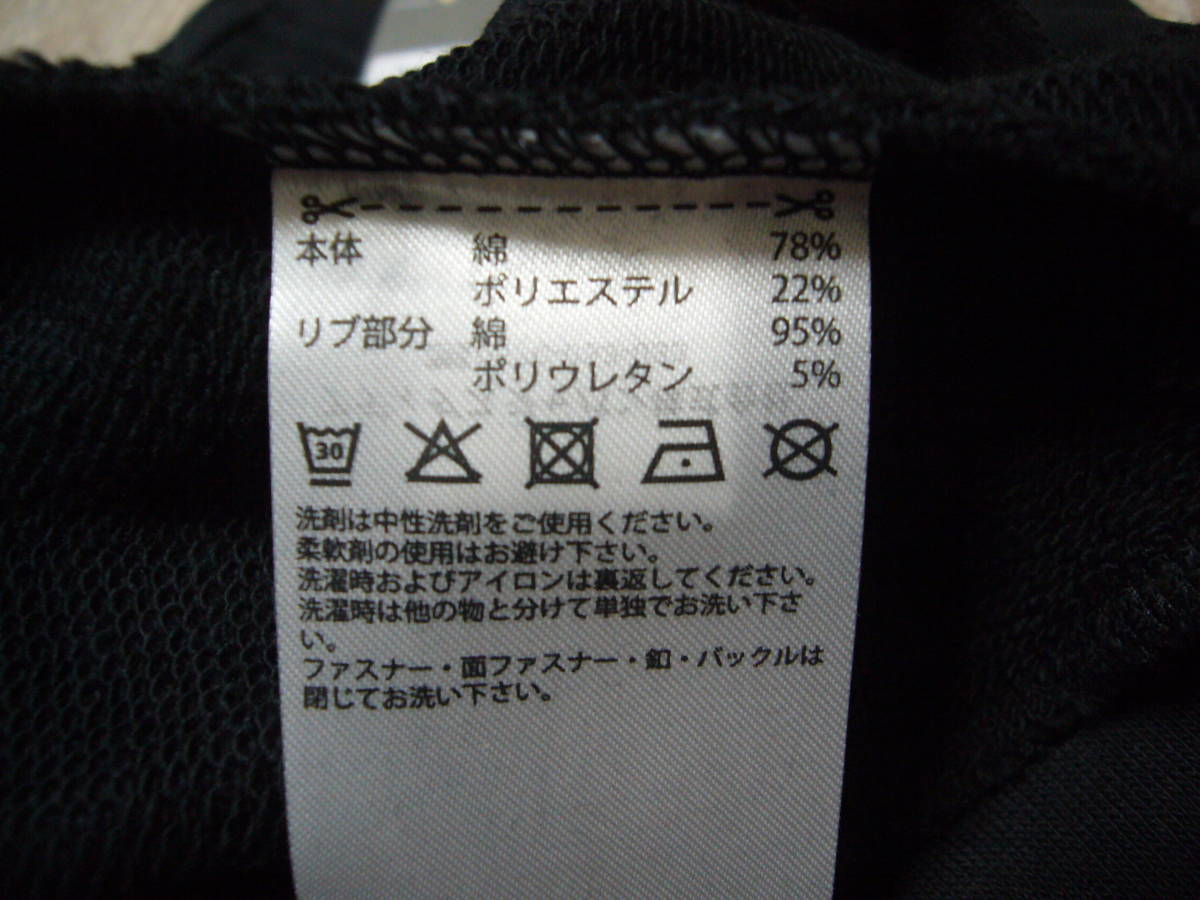 本体 綿 78%
ポリエステル 22%
リブ部分 綿 95%
ポリウレタン 5%
30
洗剤は中性洗剤をご使用ください。
柔軟剤の使用はお避け下さい。
洗濯時およびアイロンは裏返してください。
洗濯時は他の物と分けて単独でお洗い下さ
い。
ファスナー・面ファスナー・釦・バックルは
閉じてお洗い下さい。